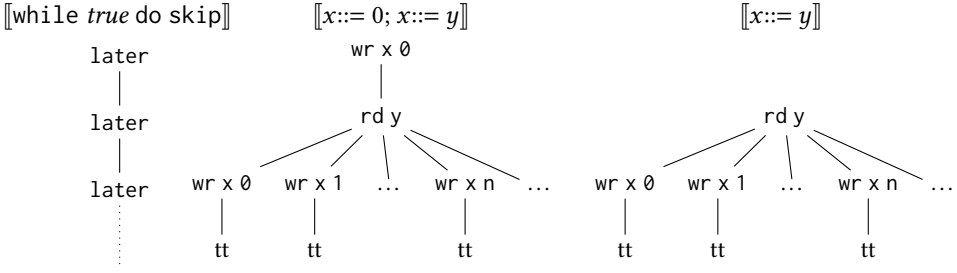 ⟦while true do skip⟧ ⟦x::= 0; x::= y⟧ ⟦x::= y⟧
later wr x 0
later rd y rd y
later wr x 0 wr x 1 ... wr x n ... wr x 0 wr x 1 ... wr x n ...
tt tt tt tt tt tt